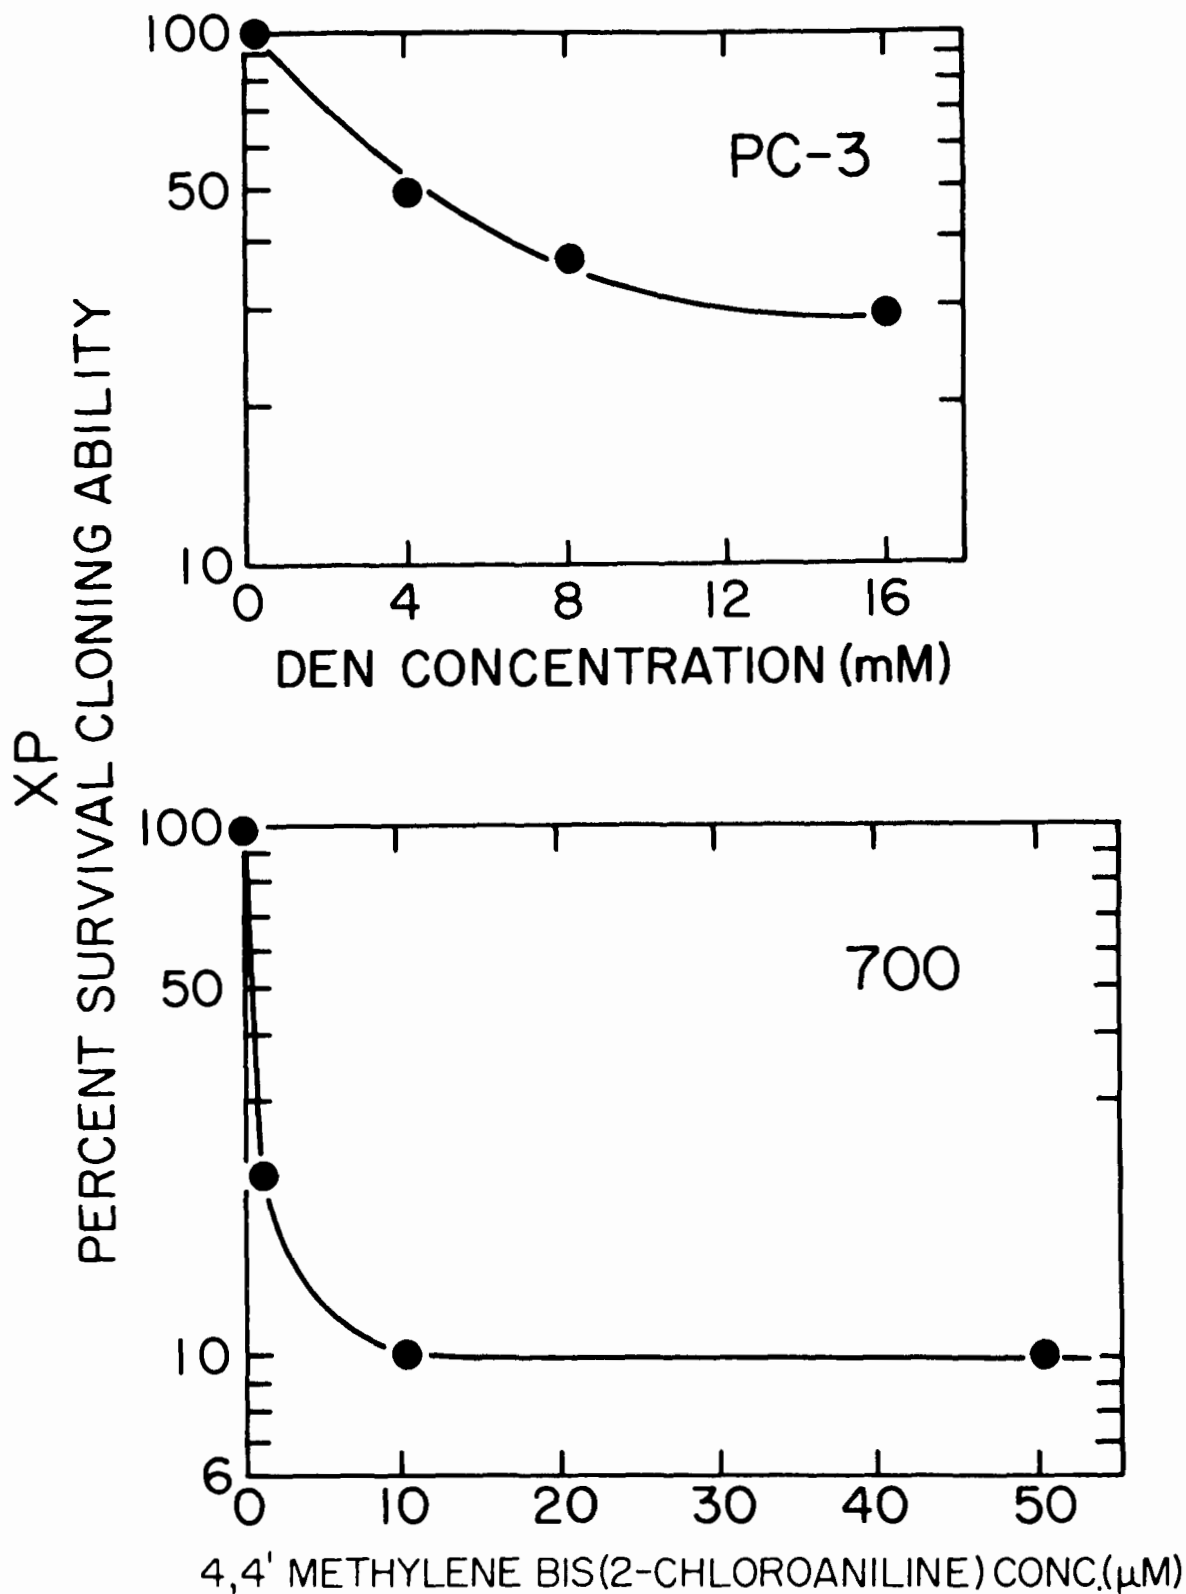 XP
PERCENT SURVIVAL CLONING ABILITY
100
50
10
PC-3
0 4 8 12 16
DEN CONCENTRATION (mM)
100
50
10
6
700
0 10 20 30 40 50
4,4' METHYLENE BIS(2-CHLOROANILINE) CONC.(μM)